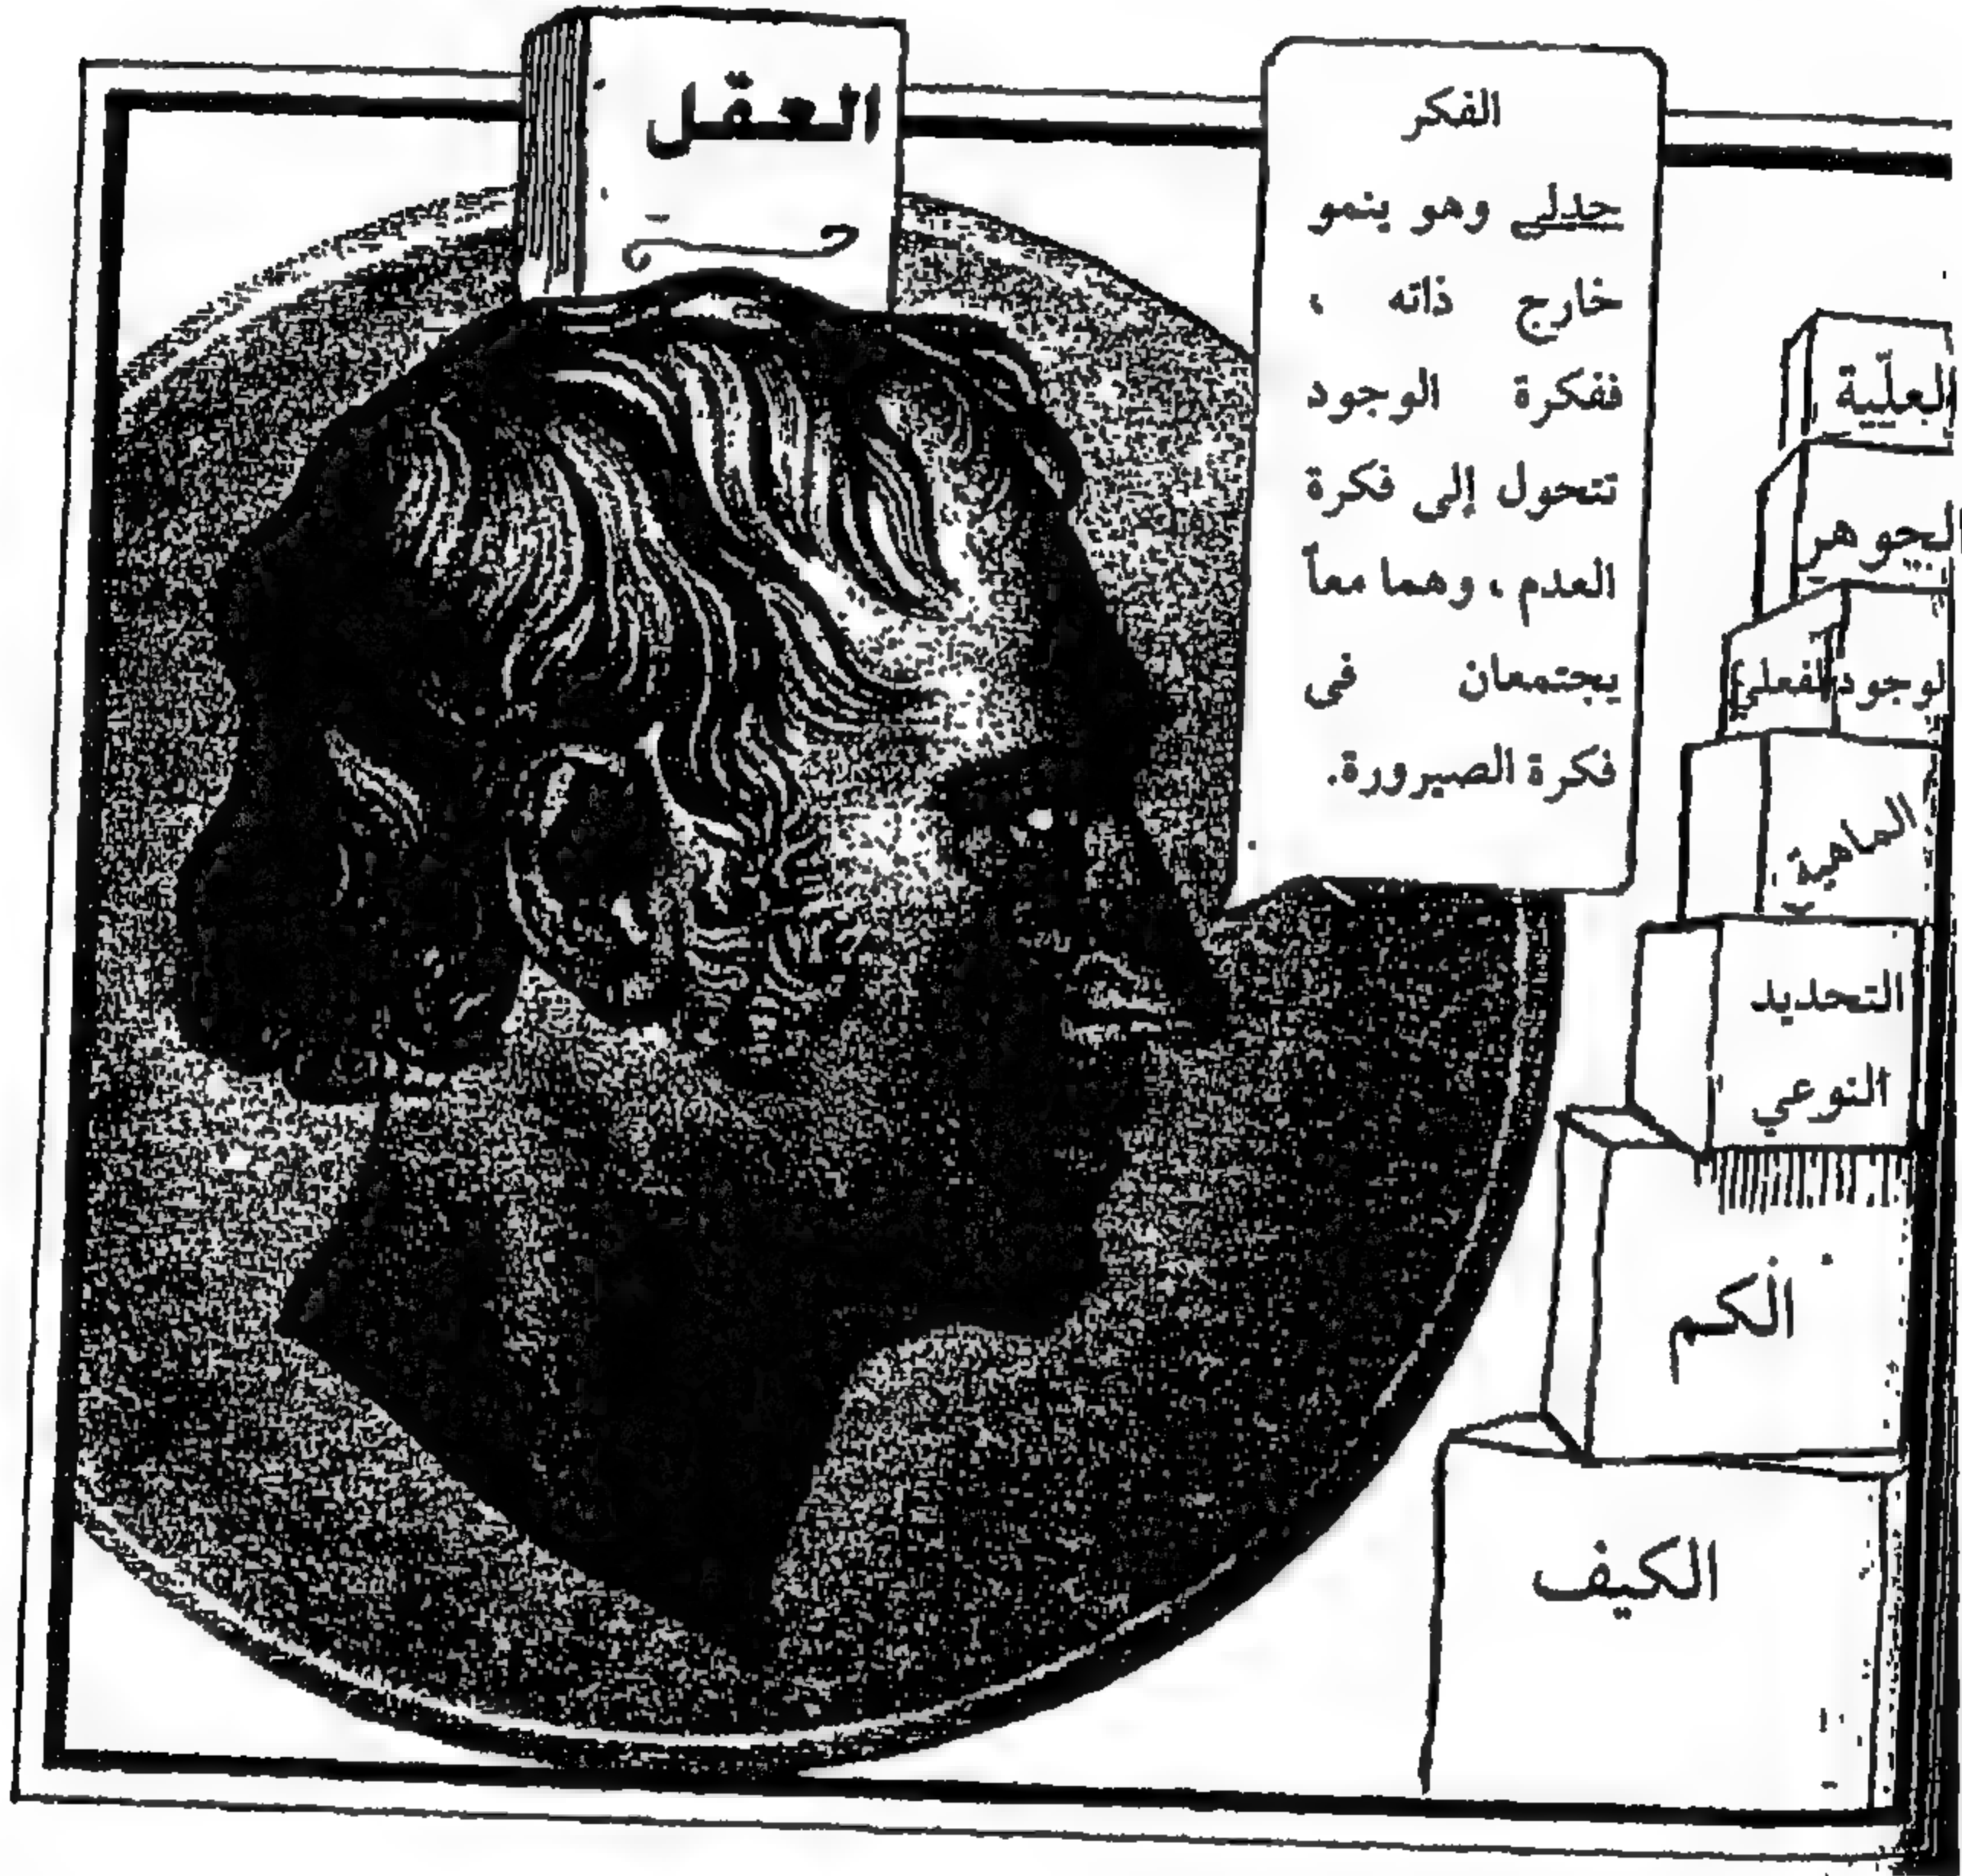 العقل
الفكر
جدلي وهو ينمو
خارج ذاته ،
ففكرة الوجود
تتحول إلى فكرة
العدم ، وهما معاً
يجتمعان في
فكرة الصيرورة.
العلّية
الجوهر
لوجود الفعلي
الماهية
التحديد
النوعي
الكم
الكيف